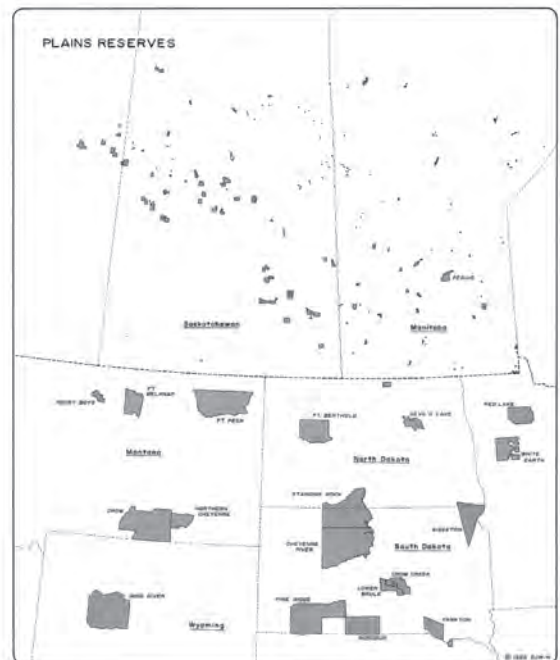 PLAINS RESERVES
PEGUIS
Saskatchewan
Manitoba
ROCKY BOYS
FT.
BELKNAP
FT PECK
FT. BERTHOLD
DEVILS LAKE
RED LAKE
WHITE
EARTH
Montana
North Dakota
STANDING ROCK
CROW
NORTHERN
CHEYENNE
SISSETON
CHEYENNE
RIVER
South Dakota
CROW CREEK
LOWER
BRULE
WIND RIVER
PINE RIDGE
ROSEBUD
YANKTON
Wyoming